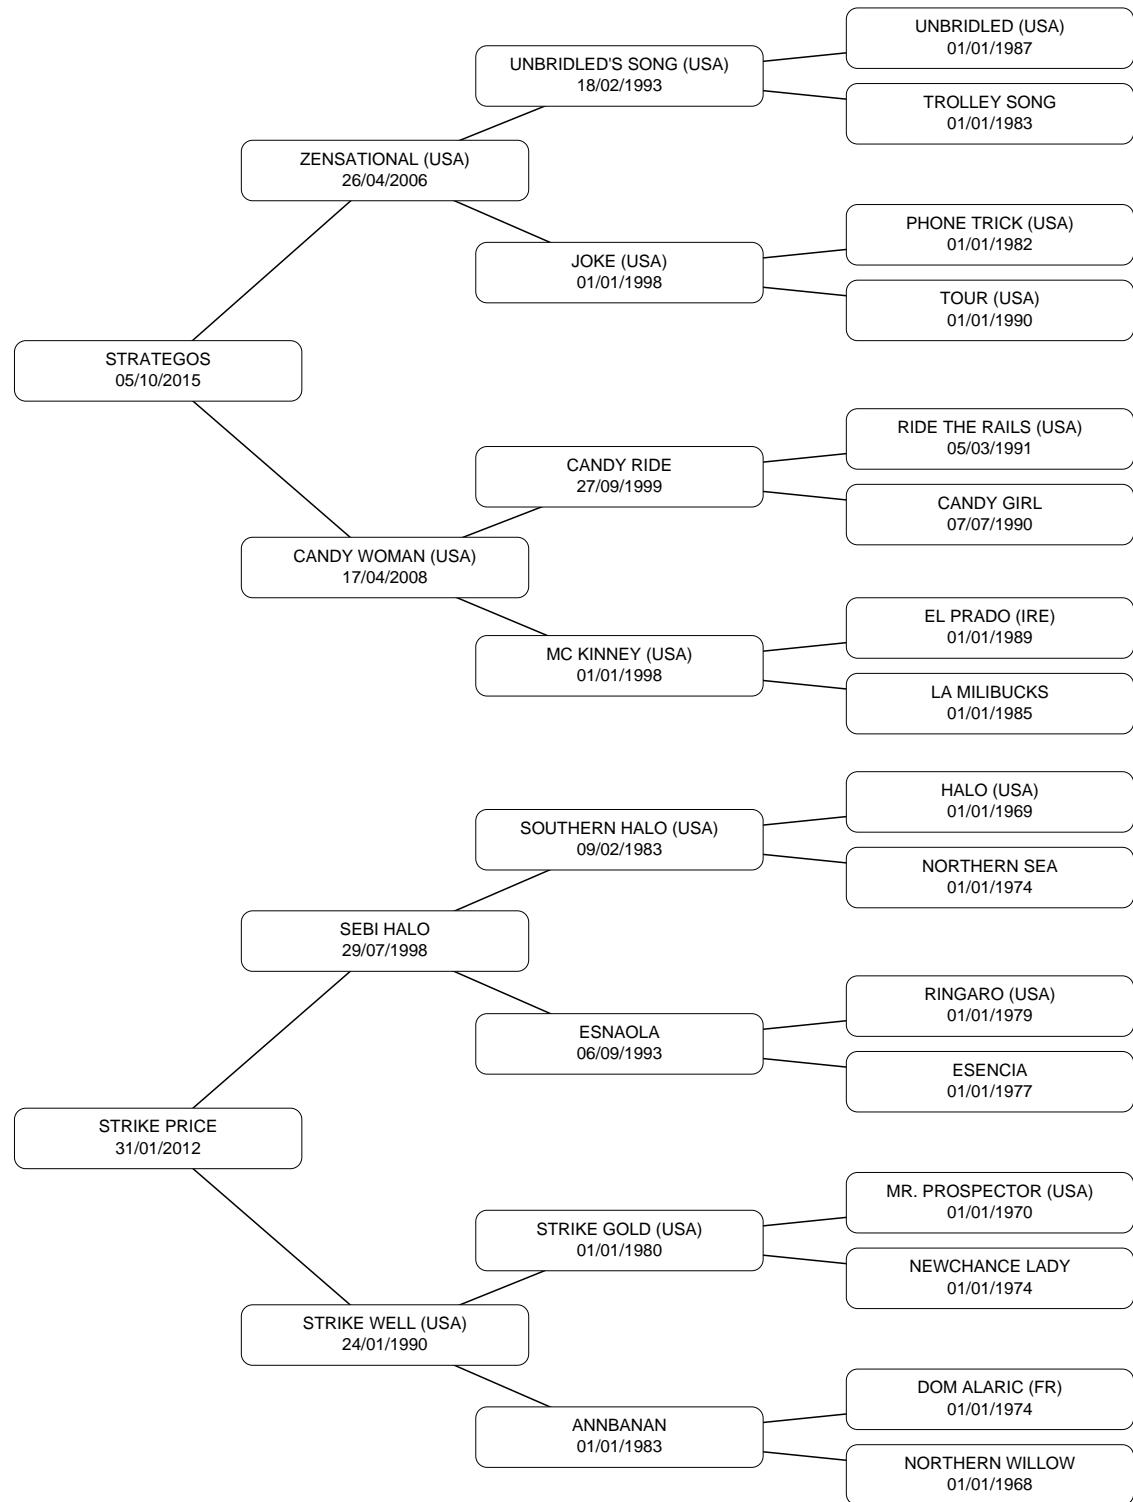 UNBRIDLED (USA)
01/01/1987
UNBRIDLED'S SONG (USA)
18/02/1993
TROLLEY SONG
01/01/1983
ZENSATIONAL (USA)
26/04/2006
PHONE TRICK (USA)
01/01/1982
JOKE (USA)
01/01/1998
TOUR (USA)
01/01/1990
STRATEGOS
05/10/2015
RIDE THE RAILS (USA)
05/03/1991
CANDY RIDE
27/09/1999
CANDY GIRL
07/07/1990
CANDY WOMAN (USA)
17/04/2008
EL PRADO (IRE)
01/01/1989
MC KINNEY (USA)
01/01/1998
LA MILIBUCKS
01/01/1985
HALO (USA)
01/01/1969
SOUTHERN HALO (USA)
09/02/1983
NORTHERN SEA
01/01/1974
SEBI HALO
29/07/1998
RINGARO (USA)
01/01/1979
ESNAOLA
06/09/1993
ESENCIA
01/01/1977
STRIKE PRICE
31/01/2012
MR. PROSPECTOR (USA)
01/01/1970
STRIKE GOLD (USA)
01/01/1980
NEWCHANCE LADY
01/01/1974
STRIKE WELL (USA)
24/01/1990
DOM ALARIC (FR)
01/01/1974
ANNBANAN
01/01/1983
NORTHERN WILLOW
01/01/1968